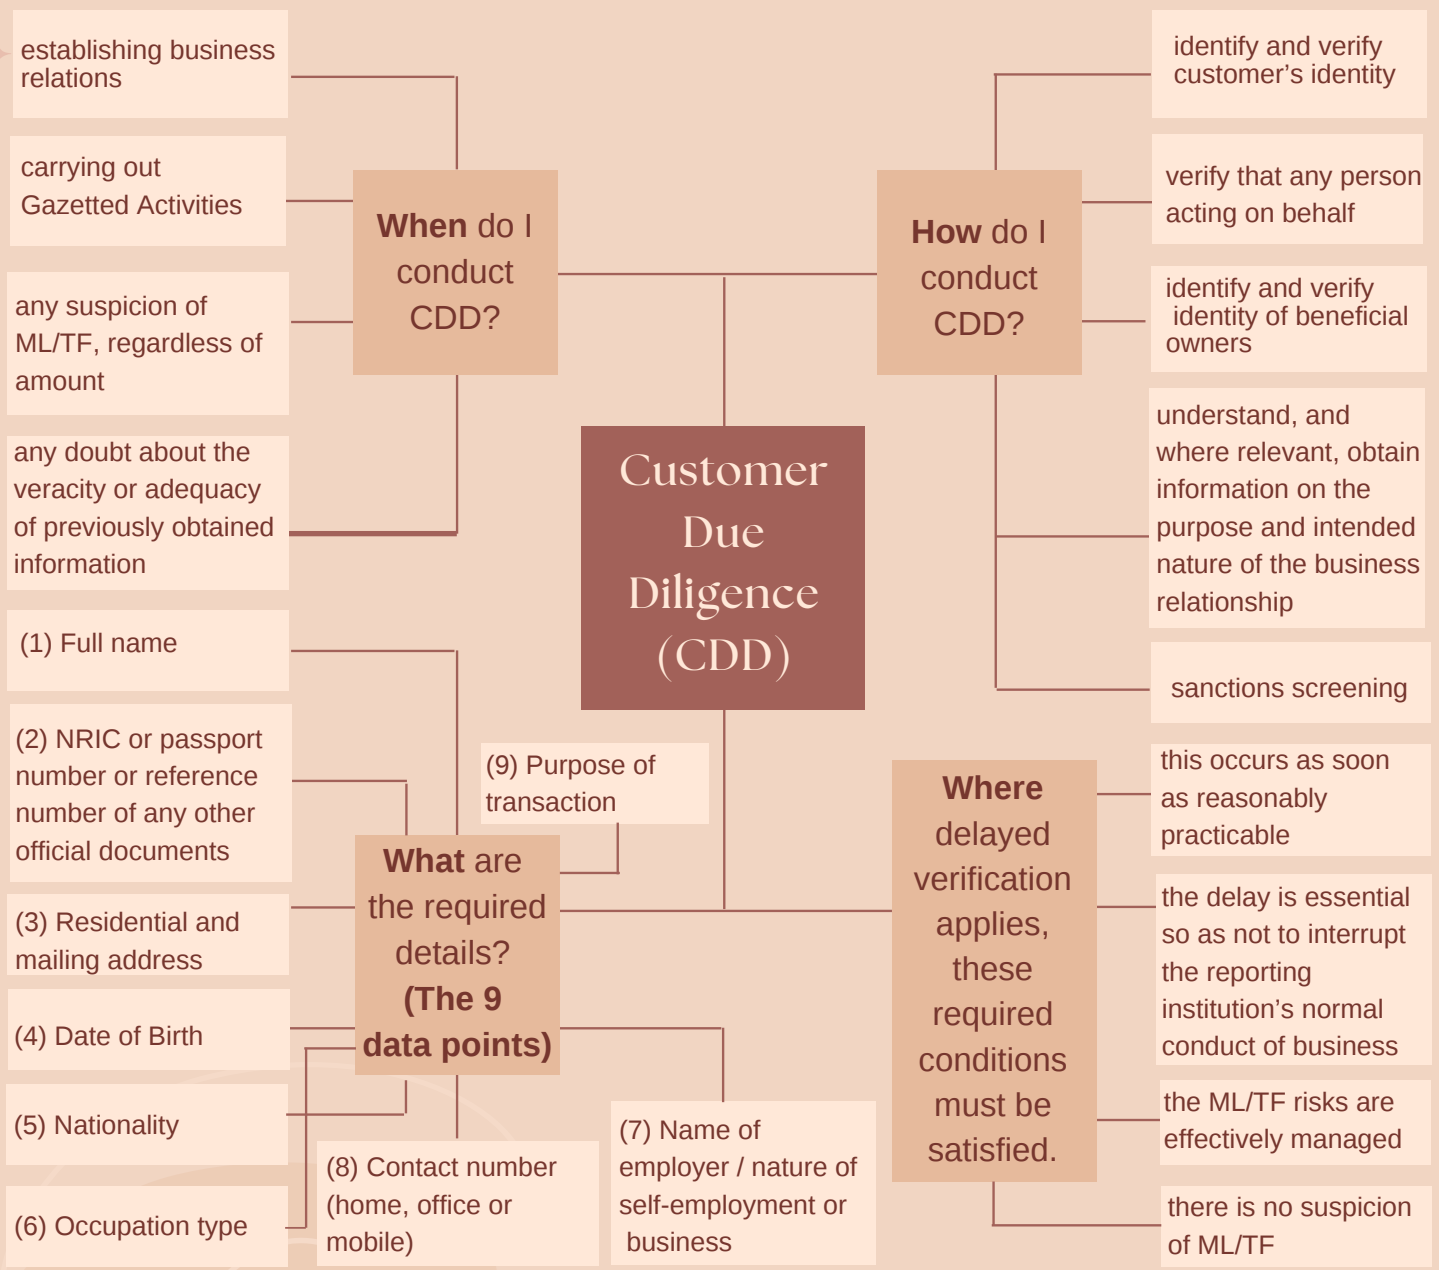 Customer
Due
Diligence
(CDD)
When do I
conduct
CDD?
establishing business
relations
carrying out
Gazetted Activities
any suspicion of
ML/TF, regardless of
amount
any doubt about the
veracity or adequacy
of previously obtained
information
How do I
conduct
CDD?
identify and verify
customer’s identity
verify that any person
acting on behalf
identify and verify
identity of beneficial
owners
understand, and
where relevant, obtain
information on the
purpose and intended
nature of the business
relationship
sanctions screening
What are
the required
details?
(The 9
data points)
(1) Full name
(2) NRIC or passport
number or reference
number of any other
official documents
(3) Residential and
mailing address
(4) Date of Birth
(5) Nationality
(6) Occupation type
(7) Name of
employer / nature of
self-employment or
business
(8) Contact number
(home, office or
mobile)
(9) Purpose of
transaction
Where
delayed
verification
applies,
these
required
conditions
must be
satisfied.
this occurs as soon
as reasonably
practicable
the delay is essential
so as not to interrupt
the reporting
institution’s normal
conduct of business
the ML/TF risks are
effectively managed
there is no suspicion
of ML/TF